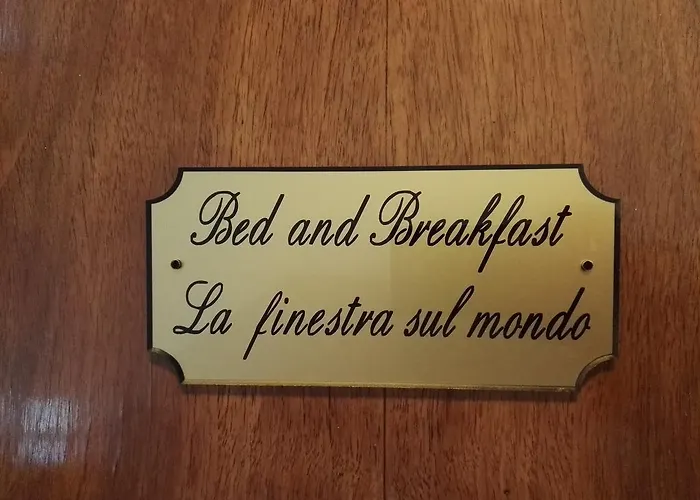 Bed and Breakfast
La finestra sul mondo